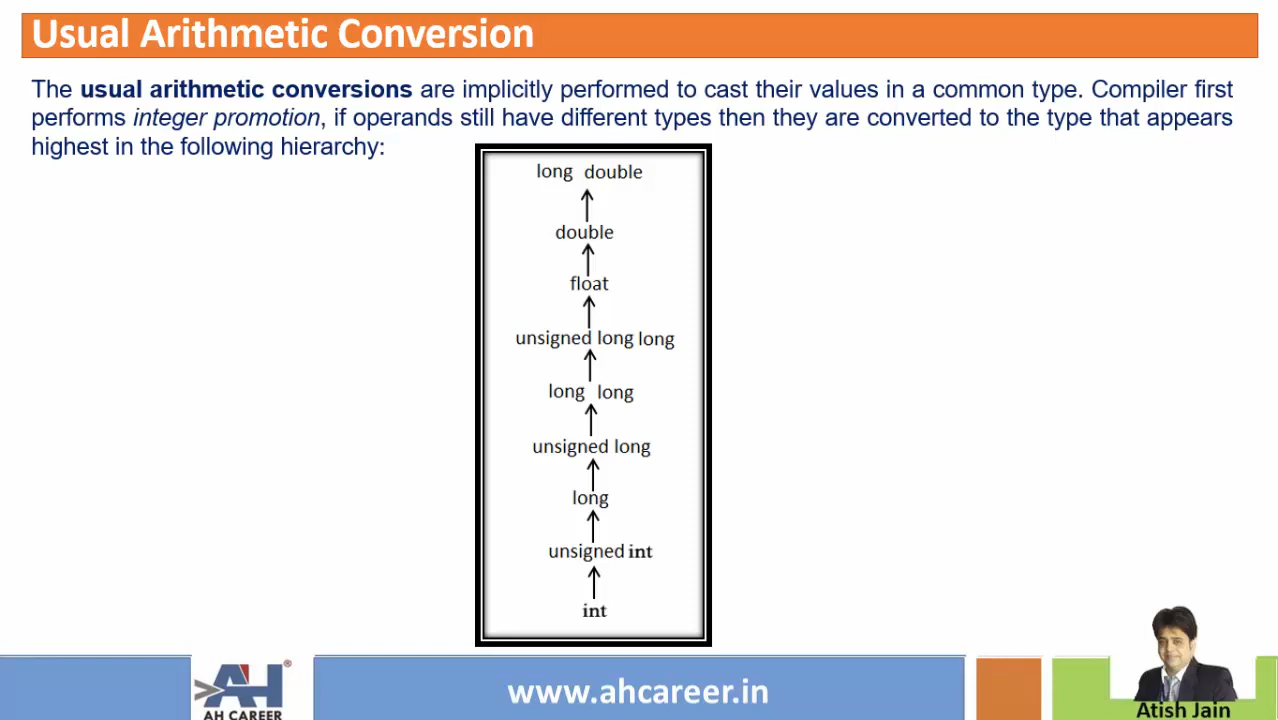 Usual Arithmetic Conversion
The usual arithmetic conversions are implicitly performed to cast their values in a common type. Compiler first
performs integer promotion, if operands still have different types then they are converted to the type that appears
highest in the following hierarchy:
long double
double
float
unsigned long long
long long
unsigned long
long
unsigned int
int
AH
®
AH CAREER
www.ahcareer.in
Atish Jain